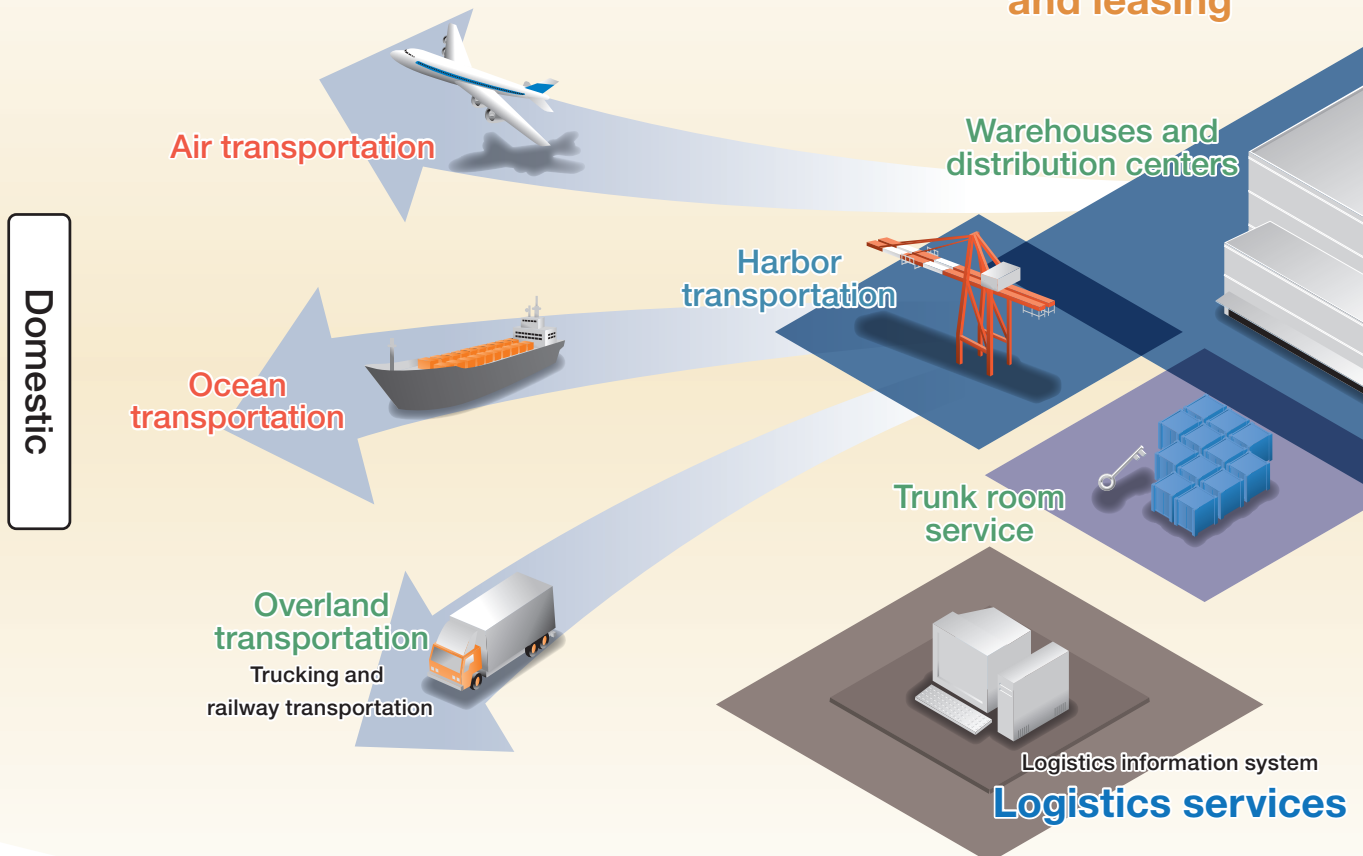 and leasing
Air transportation
Warehouses and
distribution centers
Harbor
transportation
Domestic
Ocean
transportation
Trunk room
service
Overland
transportation
Trucking and
railway transportation
Logistics information system
Logistics services